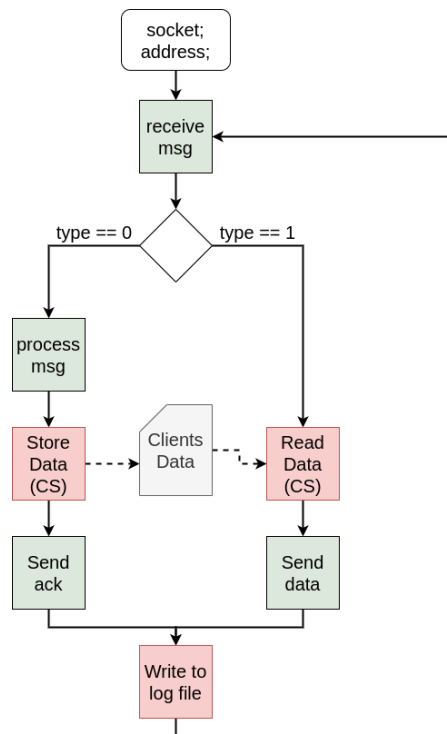 socket;
address;
receive
msg
type == 0
type == 1
process
msg
Store
Data
(CS)
Clients
Data
Read
Data
(CS)
Send
ack
Send
data
Write to
log file